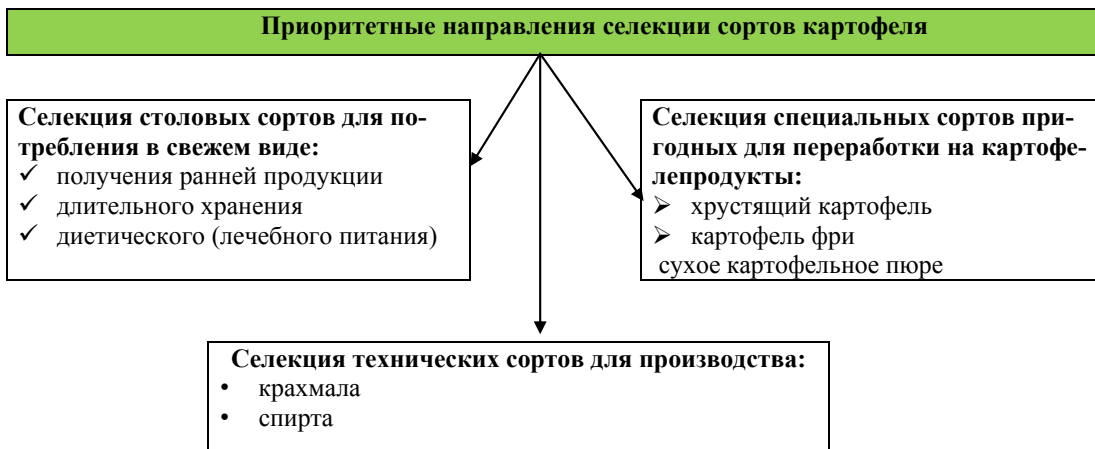 Приоритетные направления селекции сортов картофеля
Селекция столовых сортов для по-
требления в свежем виде:
✓ получения ранней продукции
✓ длительного хранения
✓ диетического (лечебного питания)
Селекция специальных сортов при-
годных для переработки на картофе-
лепродукты:
➢ хрустящий картофель
➢ картофель фри
сухое картофельное пюре
Селекция технических сортов для производства:
• крахмала
• спирта